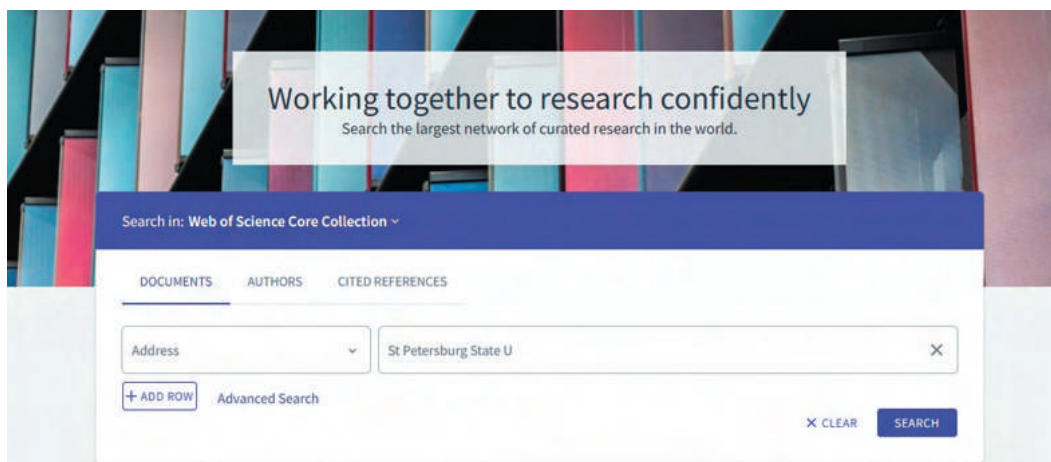 Working together to research confidently
Search the largest network of curated research in the world.
Search in: Web of Science Core Collection
DOCUMENTS AUTHORS CITED REFERENCES
Address St Petersburg State U
+ ADD ROW Advanced Search
× CLEAR SEARCH